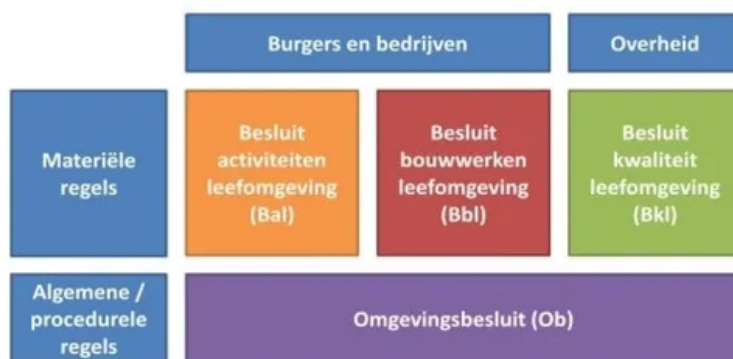 Burgers en bedrijven
Overheid
Materiële
regels
Besluit
activiteiten
leefomgeving
(Bal)
Besluit
bouwwerken
leefomgeving
(Bbl)
Besluit
kwaliteit
leefomgeving
(Bkl)
Algemene /
procedurele
regels
Omgevingsbesluit (Ob)